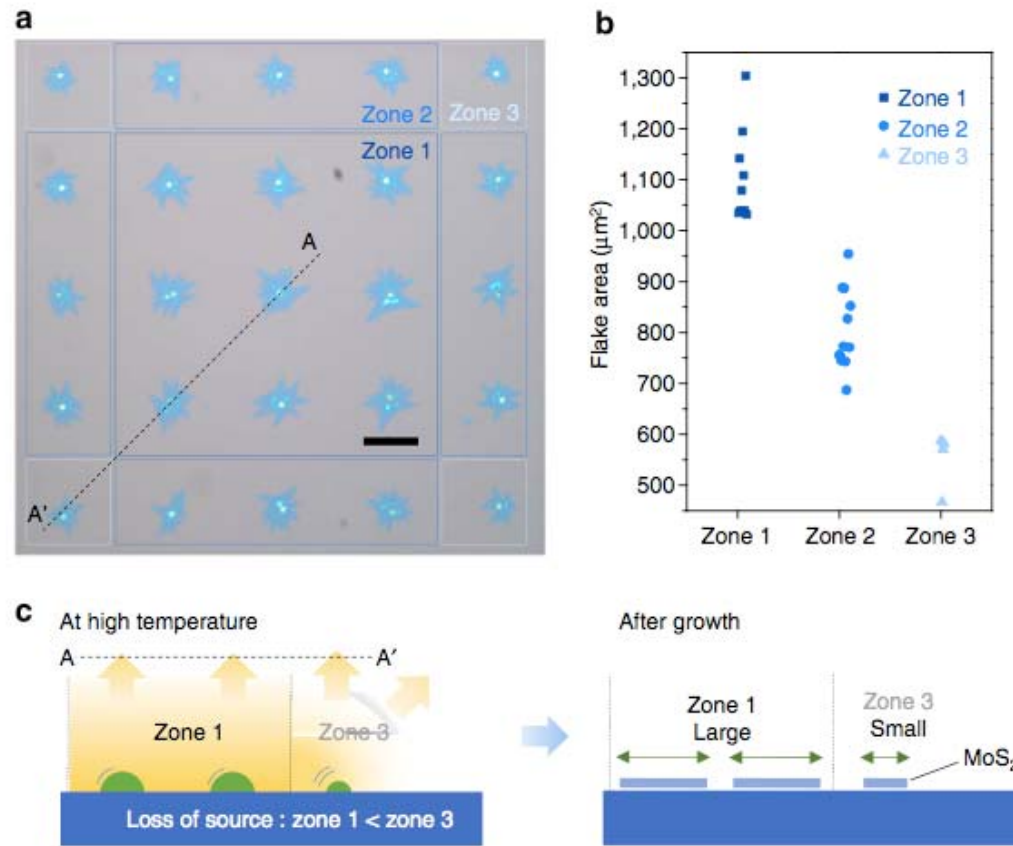 a
Zone 2
Zone 3
Zone 1
A
A'
b
1,300
1,200
1,100
1,000
900
800
700
600
500
Flake area (μm²)
Zone 1
Zone 2
Zone 3
Zone 1
Zone 2
Zone 3
c
At high temperature
A
A′
Zone 1
Zone 3
Loss of source : zone 1 < zone 3
After growth
Zone 1
Large
Zone 3
Small
MoS₂